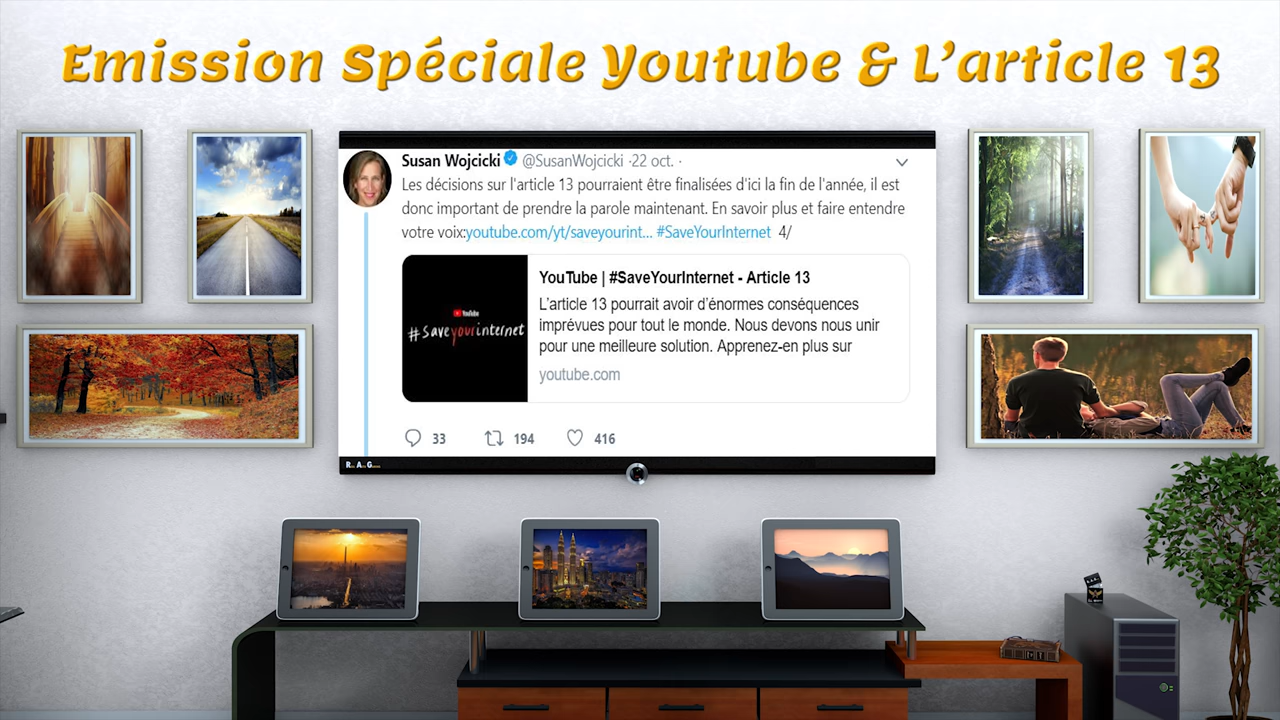 Emission Spéciale Youtube & L'article 13
Susan Wojcicki @SusanWojcicki ·22 oct. ·
Les décisions sur l'article 13 pourraient être finalisées d'ici la fin de l'année, il est
donc important de prendre la parole maintenant. En savoir plus et faire entendre
votre voix:youtube.com/yt/saveyourint... #SaveYourInternet 4/
YouTube | #SaveYourInternet - Article 13
L'article 13 pourrait avoir d'énormes conséquences
imprévues pour tout le monde. Nous devons nous unir
pour une meilleure solution. Apprenez-en plus sur
youtube.com
YouTube
#saveyourinternet
33 194 416